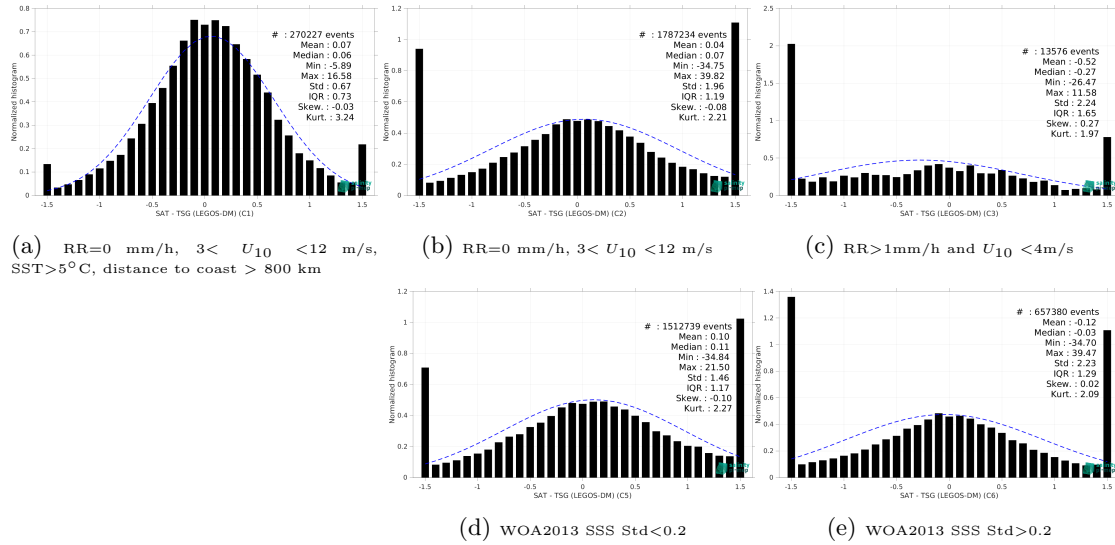 0.8
0.7
0.6
0.5
0.4
0.3
0.2
0.1
0
Normalized histogram
# : 270227 events
Mean : 0.07
Median : 0.06
Min : -5.89
Max : 16.58
Std : 0.67
IQR : 0.73
Skew. : -0.03
Kurt. : 3.24
-1.5 -1 -0.5 0 0.5 1 1.5
SAT - TSG (LEGOS-DM) (C1)
(a) RR=0 mm/h, 3< U10 <12 m/s,
SST>5°C, distance to coast > 800 km
1.2
1
0.8
0.6
0.4
0.2
0
Normalized histogram
# : 1787234 events
Mean : 0.04
Median : 0.07
Min : -34.75
Max : 39.82
Std : 1.96
IQR : 1.19
Skew. : -0.08
Kurt. : 2.21
-1.5 -1 -0.5 0 0.5 1 1.5
SAT - TSG (LEGOS-DM) (C2)
(b) RR=0 mm/h, 3< U10 <12 m/s
2.5
2
1.5
1
0.5
0
Normalized histogram
# : 13576 events
Mean : -0.52
Median : -0.27
Min : -26.47
Max : 11.58
Std : 2.24
IQR : 1.65
Skew. : 0.27
Kurt. : 1.97
-1.5 -1 -0.5 0 0.5 1 1.5
SAT - TSG (LEGOS-DM) (C3)
(c) RR>1mm/h and U10 <4m/s
1.2
1
0.8
0.6
0.4
0.2
0
Normalized histogram
# : 1512739 events
Mean : 0.10
Median : 0.11
Min : -34.84
Max : 21.50
Std : 1.46
IQR : 1.17
Skew. : -0.10
Kurt. : 2.27
-1.5 -1 -0.5 0 0.5 1 1.5
SAT - TSG (LEGOS-DM) (C5)
(d) WOA2013 SSS Std<0.2
1.4
1.2
1
0.8
0.6
0.4
0.2
0
Normalized histogram
# : 657380 events
Mean : -0.12
Median : -0.03
Min : -34.70
Max : 39.47
Std : 2.23
IQR : 1.29
Skew. : 0.02
Kurt. : 2.09
-1.5 -1 -0.5 0 0.5 1 1.5
SAT - TSG (LEGOS-DM) (C6)
(e) WOA2013 SSS Std>0.2